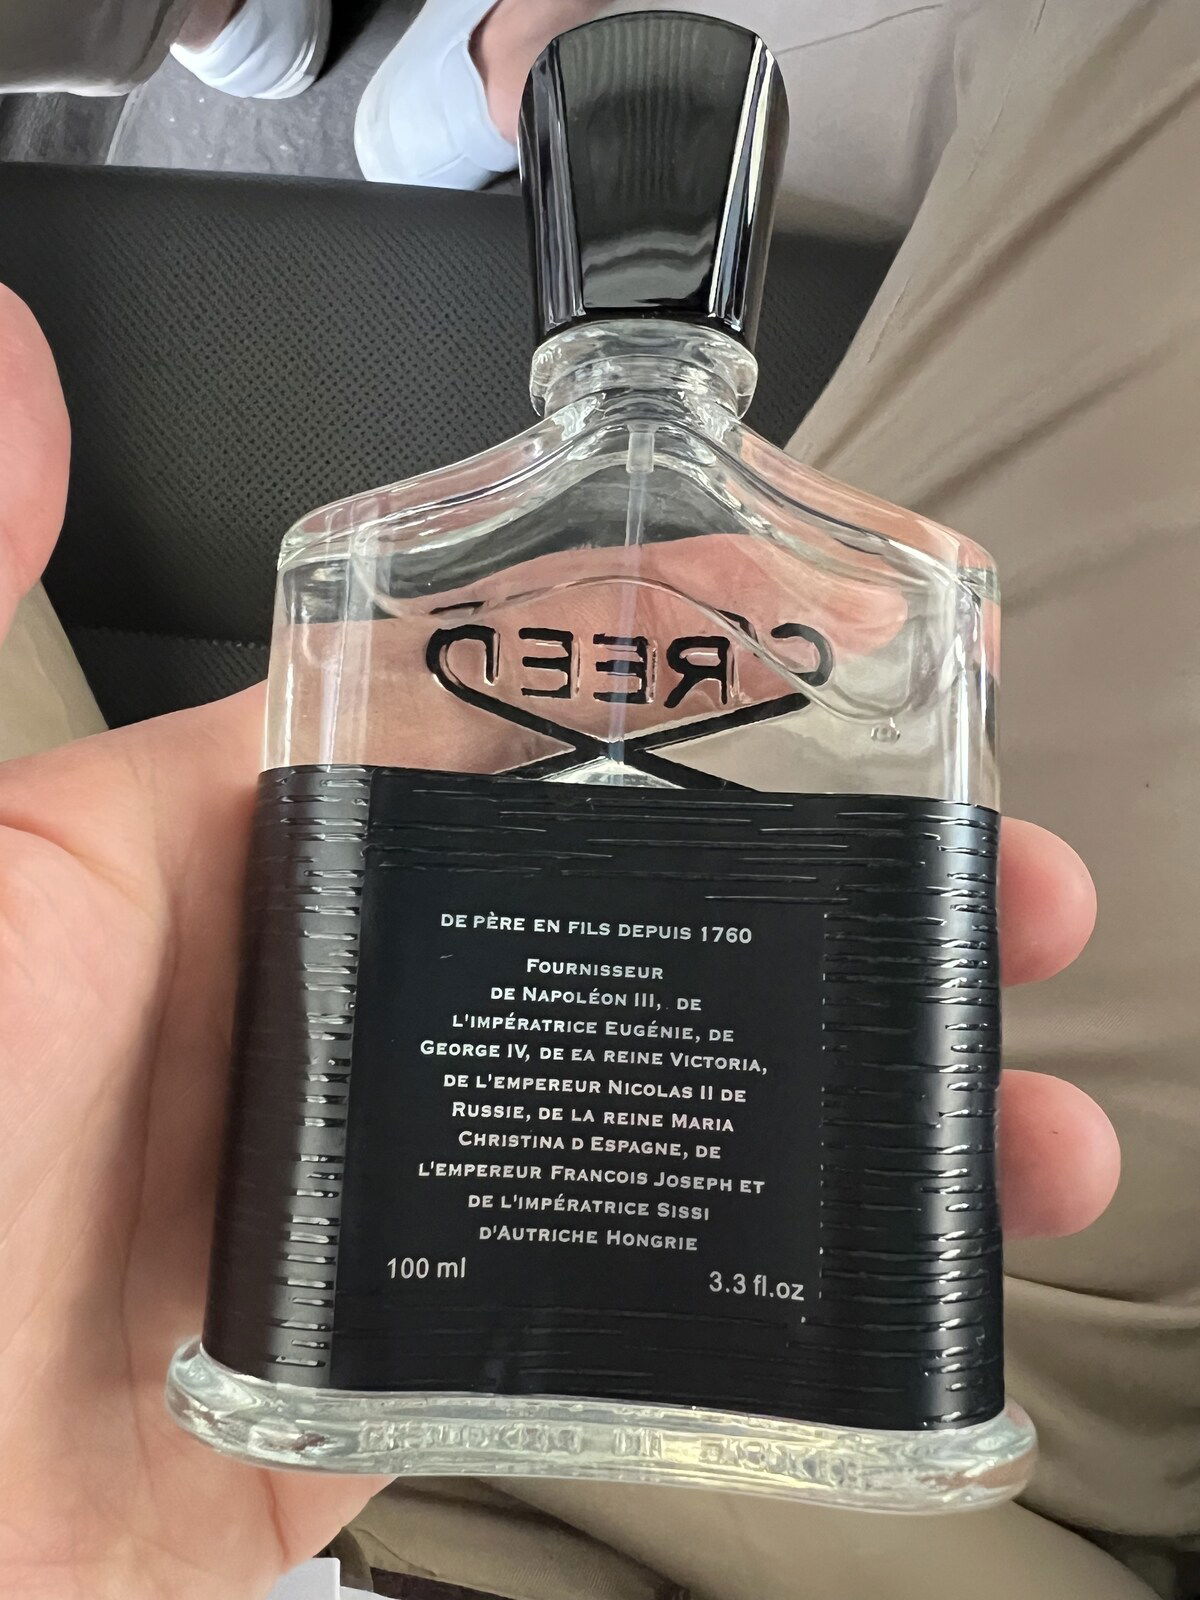 CREED
DE PÈRE EN FILS DEPUIS 1760
FOURNISSEUR
DE NAPOLÉON III, DE
L'IMPÉRATRICE EUGÉNIE, DE
GEORGE IV, DE EA REINE VICTORIA,
DE L'EMPEREUR NICOLAS II DE
RUSSIE, DE LA REINE MARIA
CHRISTINA D ESPAGNE, DE
L'EMPEREUR FRANCOIS JOSEPH ET
DE L'IMPÉRATRICE SISSI
D'AUTRICHE HONGRIE
100 ml 3.3 fl.oz